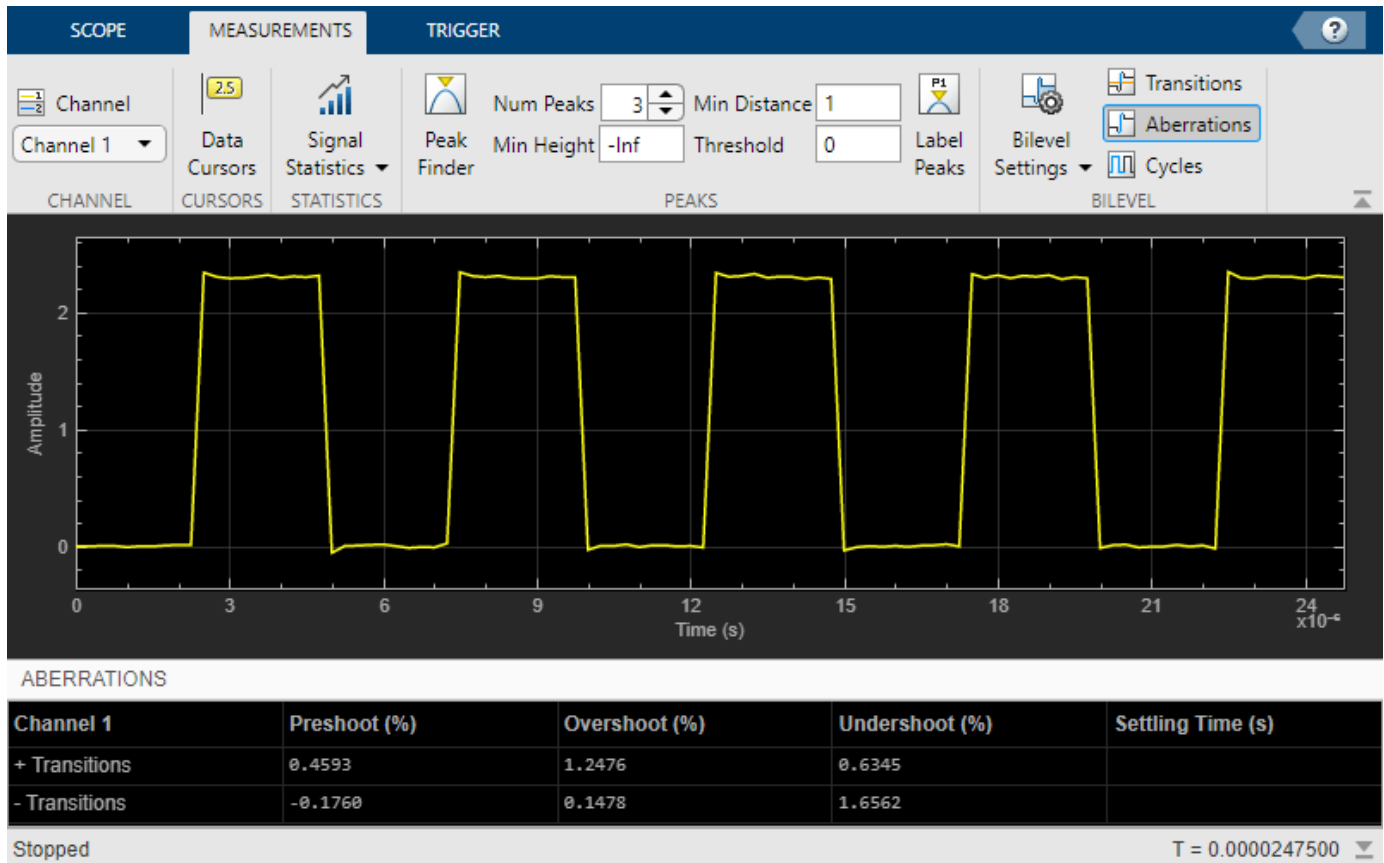 SCOPE MEASUREMENTS TRIGGER ?
Channel
Channel 1
CHANNEL
2.5
Data
Cursors
CURSORS
Signal
Statistics
STATISTICS
Peak
Finder
Num Peaks 3 Min Distance 1
Min Height -Inf Threshold 0
P1
Label
Peaks
PEAKS
Bilevel
Settings
Transitions
Aberrations
Cycles
BILEVEL
Amplitude
2
1
0
0 3 6 9 12 15 18 21 24
x10⁻⁶
Time (s)
ABERRATIONS
Channel 1 Preshoot (%) Overshoot (%) Undershoot (%) Settling Time (s)
+ Transitions 0.4593 1.2476 0.6345
- Transitions -0.1760 0.1478 1.6562
Stopped T = 0.0000247500